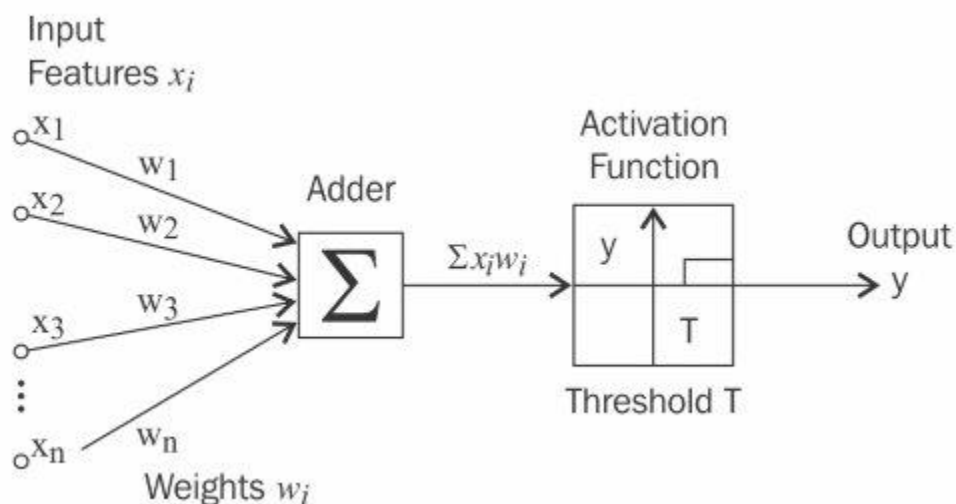 Input
Features xᵢ
x₁
w₁
x₂
w₂
x₃
w₃
xₙ
wₙ
Weights wᵢ
Adder
Σ
Σxᵢwᵢ
Activation
Function
y
T
Threshold T
Output
y